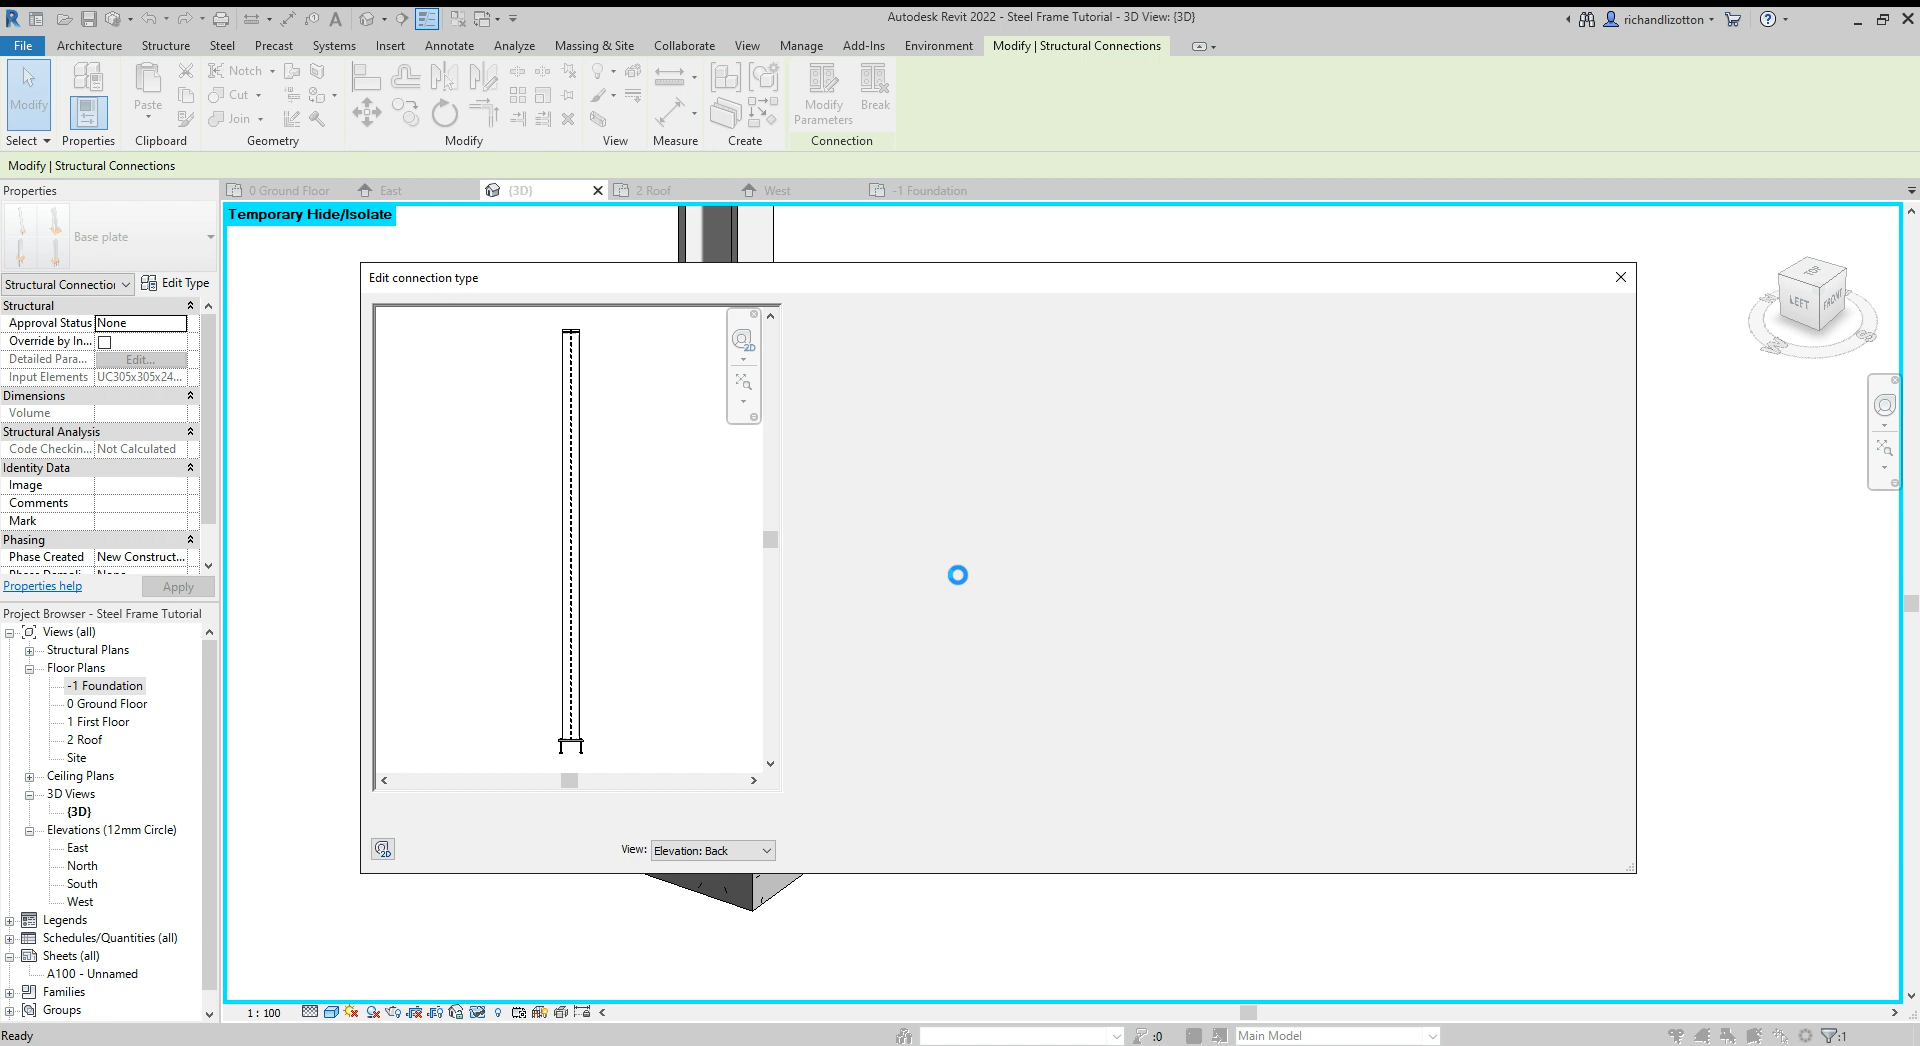 Autodesk Revit 2022 - Steel Frame Tutorial - 3D View: {3D}
richandlizotton
File Architecture Structure Steel Precast Systems Insert Annotate Analyze Massing & Site Collaborate View Manage Add-Ins Environment Modify | Structural Connections
Modify
Paste
Notch
Cut
Join
Modify Parameters
Break
Select Properties Clipboard Geometry Modify View Measure Create Connection
Modify | Structural Connections
Properties
0 Ground Floor East {3D} 2 Roof West -1 Foundation
Temporary Hide/Isolate
Base plate
Structural Connection Edit Type
Structural
Approval Status None
Override by In...
Detailed Para... Edit...
Input Elements UC305x305x24...
Dimensions
Volume
Structural Analysis
Code Checkin... Not Calculated
Identity Data
Image
Comments
Mark
Phasing
Phase Created New Construct...
Properties help Apply
Project Browser - Steel Frame Tutorial
Views (all)
Structural Plans
Floor Plans
-1 Foundation
0 Ground Floor
1 First Floor
2 Roof
Site
Ceiling Plans
3D Views
{3D}
Elevations (12mm Circle)
East
North
South
West
Legends
Schedules/Quantities (all)
Sheets (all)
A100 - Unnamed
Families
Groups
Edit connection type
2D
2D
View: Elevation: Back
LEFT
FRONT
1 : 100
Ready
:0
Main Model
:1